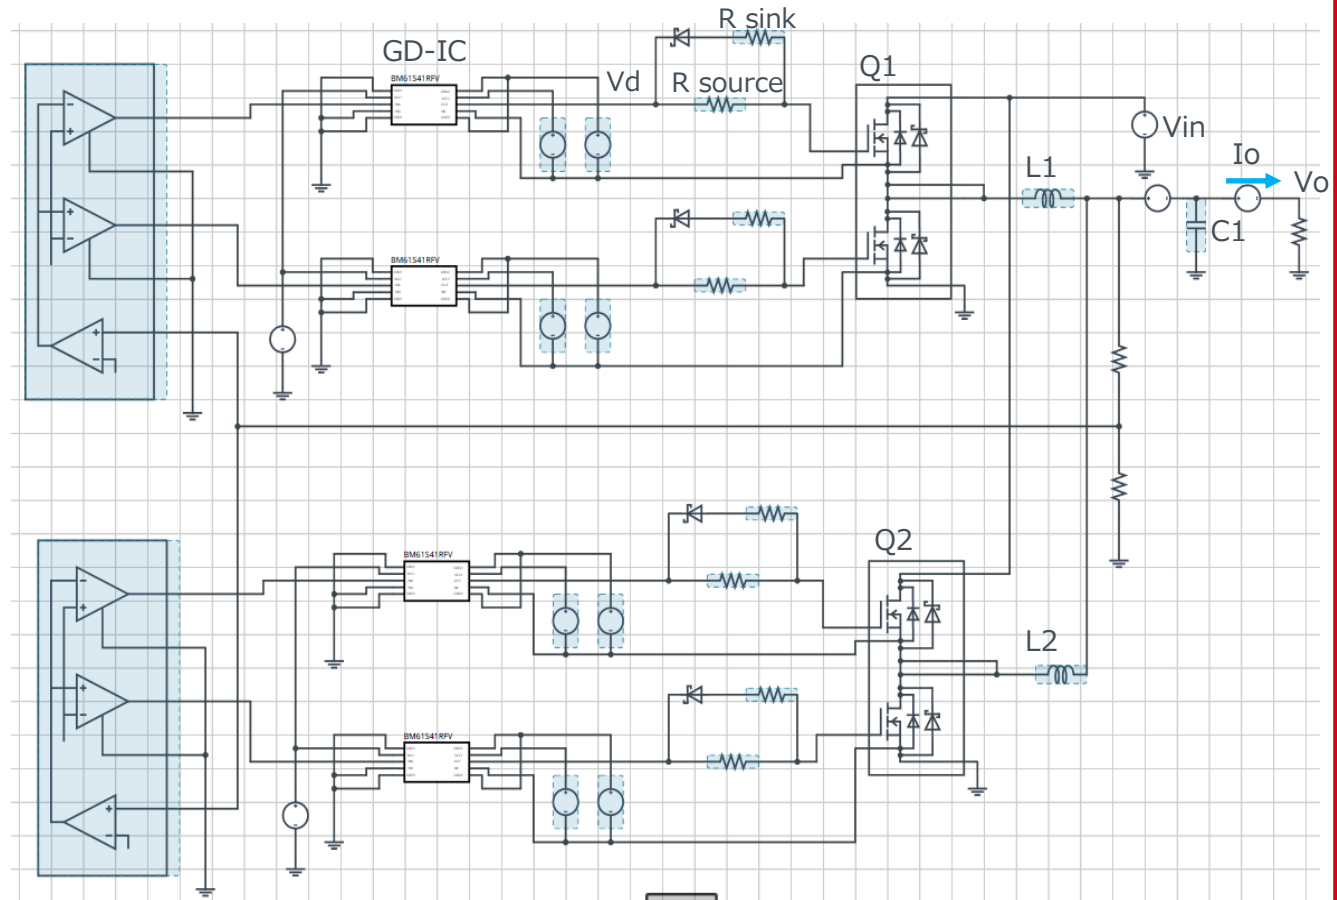 R sink
GD-IC
BM61S41RFV
Vd
R source
Q1
Vin
Io
L1
Vo
C1
BM61S41RFV
BM61S41RFV
Q2
L2
BM61S41RFV